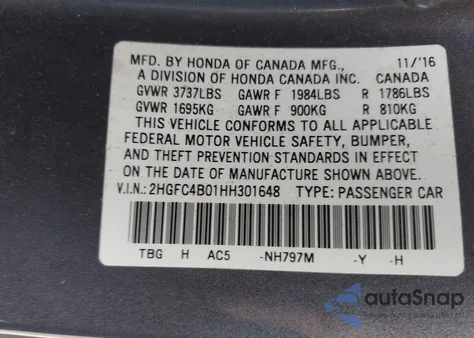 MFD. BY HONDA OF CANADA MFG., 11/'16
A DIVISION OF HONDA CANADA INC. CANADA
GVWR 3737LBS GAWR F 1984LBS R 1786LBS
GVWR 1695KG GAWR F 900KG R 810KG
THIS VEHICLE CONFORMS TO ALL APPLICABLE
FEDERAL MOTOR VEHICLE SAFETY, BUMPER,
AND THEFT PREVENTION STANDARDS IN EFFECT
ON THE DATE OF MANUFACTURE SHOWN ABOVE.
V.I.N.: 2HGFC4B01HH301648 TYPE: PASSENGER CAR
TBG H AC5 -NH797M -Y -H
autoSnap